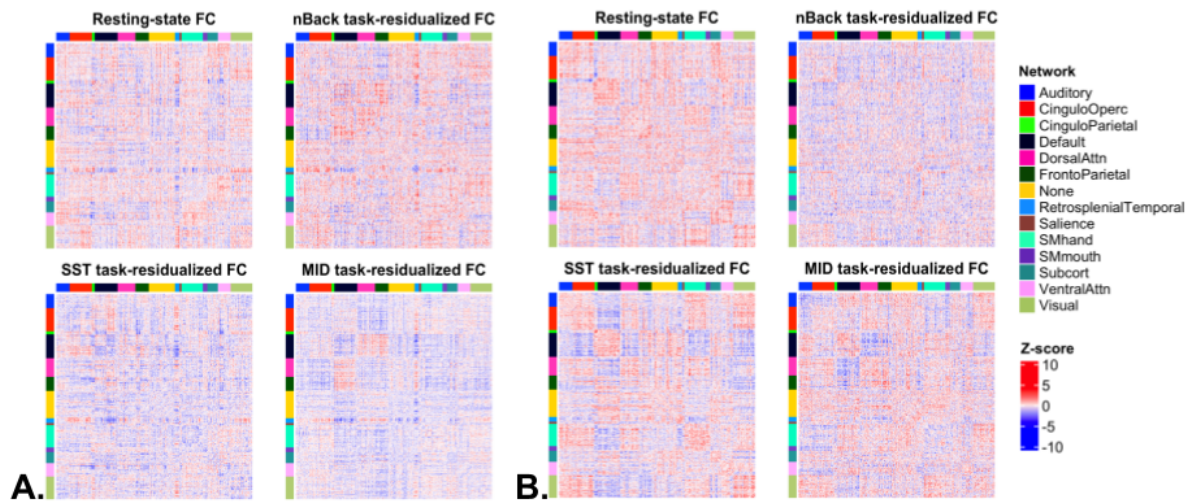 Resting-state FC
nBack task-residualized FC
SST task-residualized FC
MID task-residualized FC
A.
Resting-state FC
nBack task-residualized FC
SST task-residualized FC
MID task-residualized FC
B.
Network
Auditory
CinguloOperc
CinguloParietal
Default
DorsalAttn
FrontoParietal
None
RetrosplenialTemporal
Salience
SMhand
SMmouth
Subcort
VentralAttn
Visual
Z-score
10
5
0
-5
-10